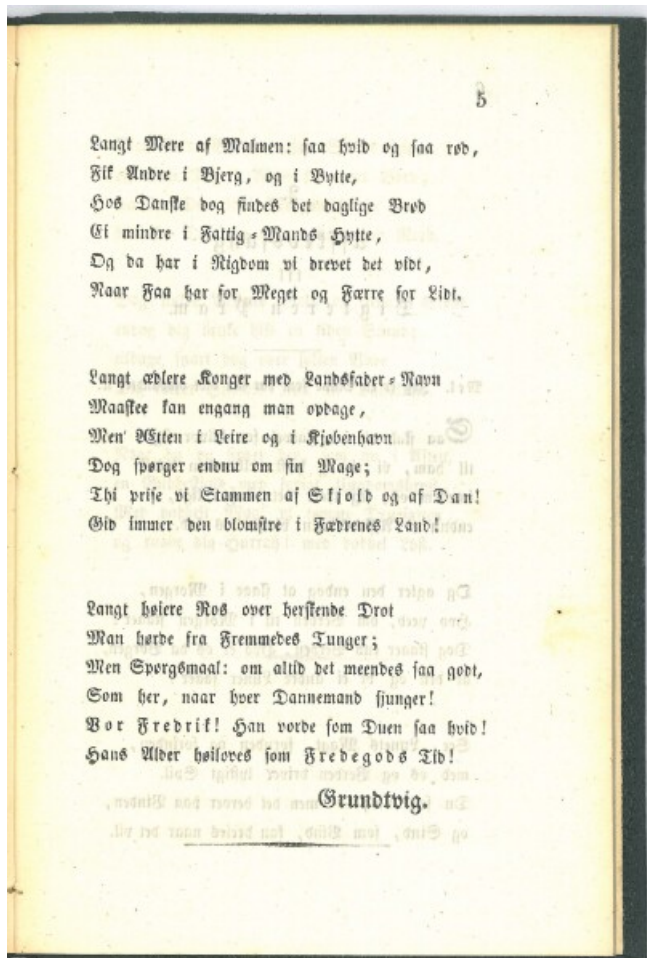 5
Langt Mere af Malmen: saa hvid og saa rød,
Fik Andre i Bjerg, og i Bytte,
Hos Danske dog findes det daglige Brød
Ei mindre i Fattig-Mands Hytte,
Og da har i Rigdom vi drevet det vidt,
Naar Faa har for Meget og Færre for Lidt.
Langt ædlere Konger med Landsfader-Navn
Maaskee kan engang man opdage,
Men Ætten i Leire og i Kjøbenhavn
Dog spørger endnu om sin Mage;
Thi prise vi Stammen af Skjold og af Dan!
Gid immer den blomstre i Fædrenes Land!
Langt høiere Ros over herskende Drot
Man hørde fra Fremmedes Tunger;
Men Spørgsmaal: om altid det meendes saa godt,
Som her, naar hver Dannemand sjunger!
Vor Fredrik! Han vorde som Duen saa hvid!
Hans Alder høiloves som Fredegods Tid!
Grundtvig.